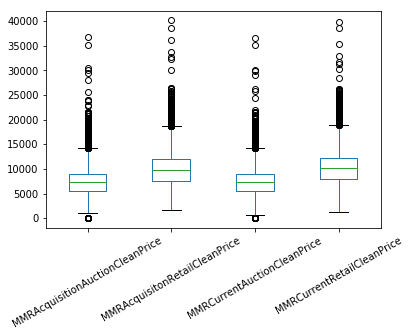 40000
35000
30000
25000
20000
15000
10000
5000
0
MMRAcquisitionAuctionCleanPrice
MMRAcquisitonRetailCleanPrice
MMRCurrentAuctionCleanPrice
MMRCurrentRetailCleanPrice